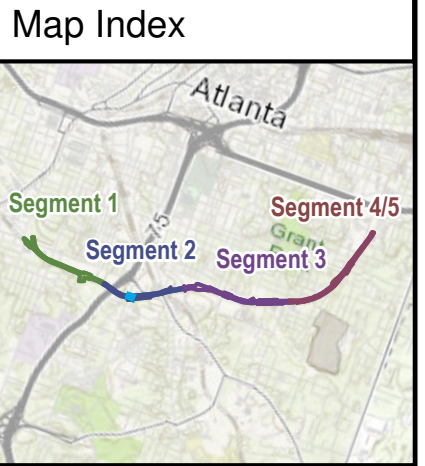 Map Index
Atlanta
Segment 1
Segment 4/5
75
Segment 2
Grant
Segment 3